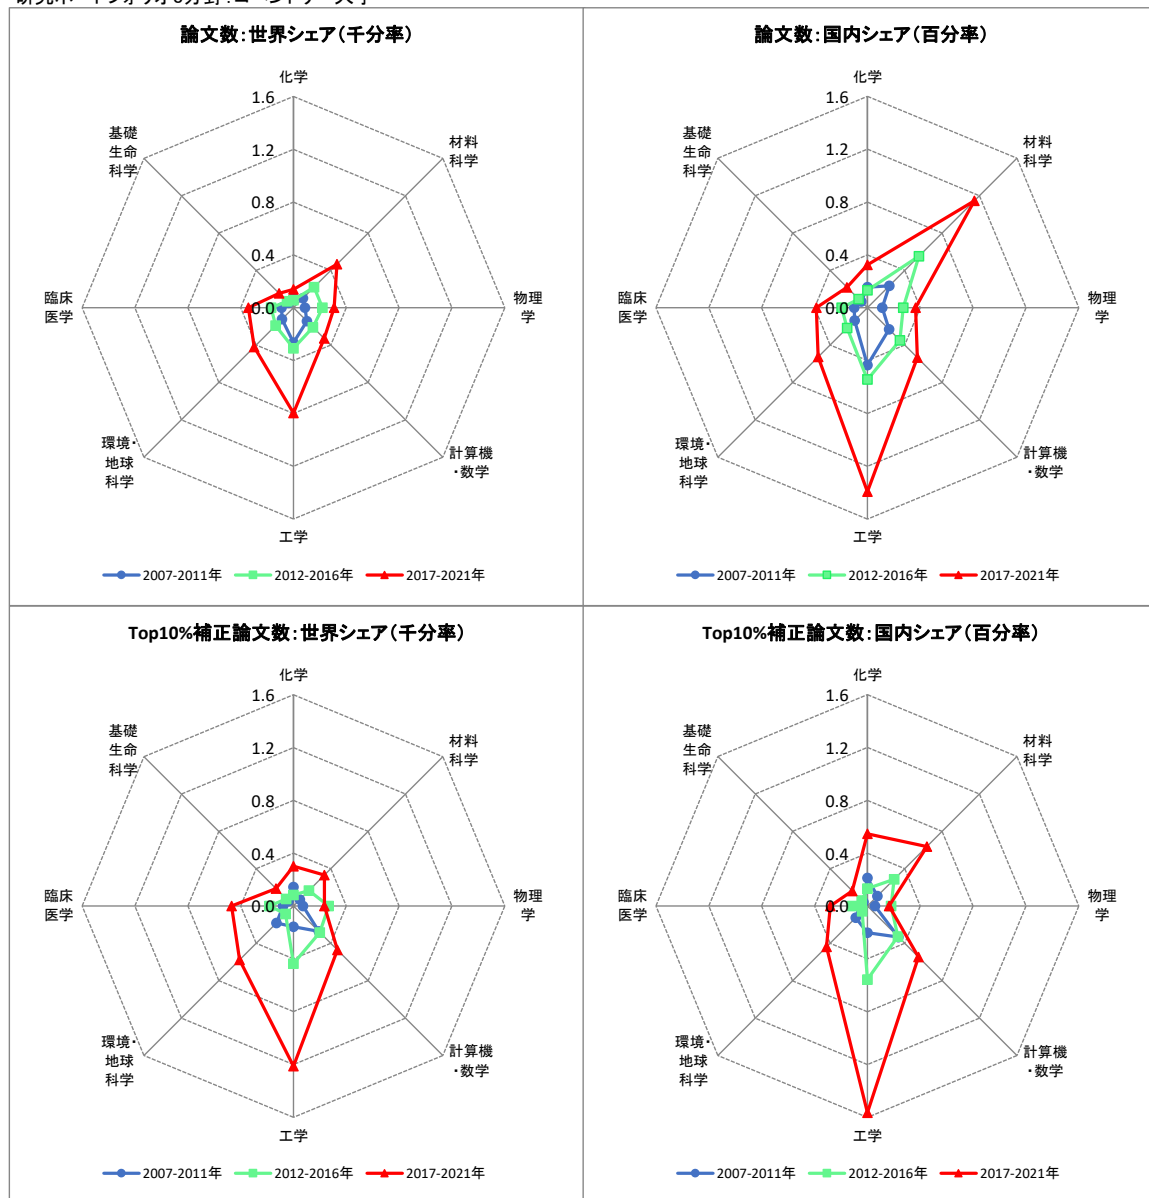 論文数：世界シェア（千分率）
化学
1.6
基礎
生命
科学
材料
科学
1.2
0.8
0.4
臨床
医学
0.0
物理
学
環境・
地球
科学
計算機
・数学
工学
2007-2011年 2012-2016年 2017-2021年
論文数：国内シェア（百分率）
化学
1.6
基礎
生命
科学
材料
科学
1.2
0.8
0.4
臨床
医学
0.0
物理
学
環境・
地球
科学
計算機
・数学
工学
2007-2011年 2012-2016年 2017-2021年
Top10%補正論文数：世界シェア（千分率）
化学
1.6
基礎
生命
科学
材料
科学
1.2
0.8
0.4
臨床
医学
0.0
物理
学
環境・
地球
科学
計算機
・数学
工学
2007-2011年 2012-2016年 2017-2021年
Top10%補正論文数：国内シェア（百分率）
化学
1.6
基礎
生命
科学
材料
科学
1.2
0.8
0.4
臨床
医学
0.0
物理
学
環境・
地球
科学
計算機
・数学
工学
2007-2011年 2012-2016年 2017-2021年